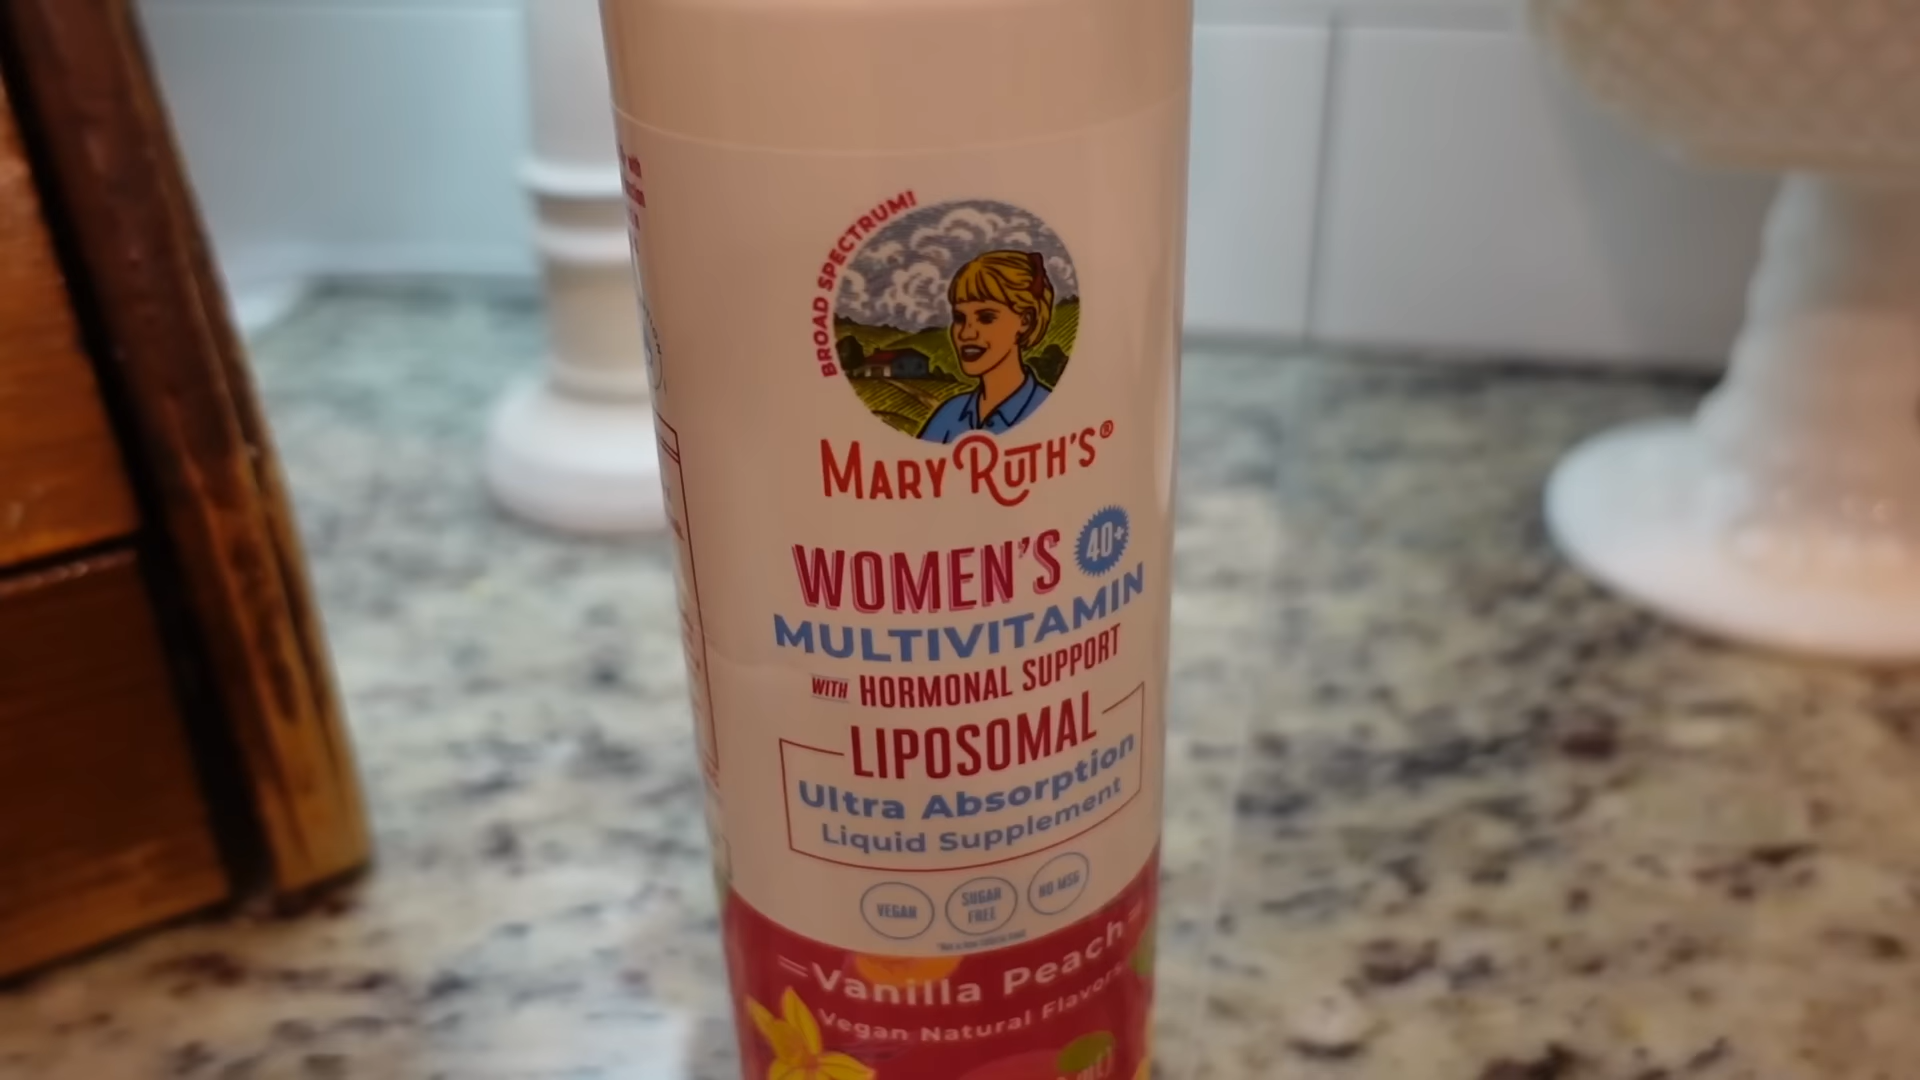 BROAD SPECTRUM!
MARY RUTH'S®
WOMEN'S 40+
MULTIVITAMIN
WITH HORMONAL SUPPORT
LIPOSOMAL
Ultra Absorption
Liquid Supplement
VEGAN
SUGAR
FREE
NO MSG
Vanilla Peach
Vegan Natural Flavors